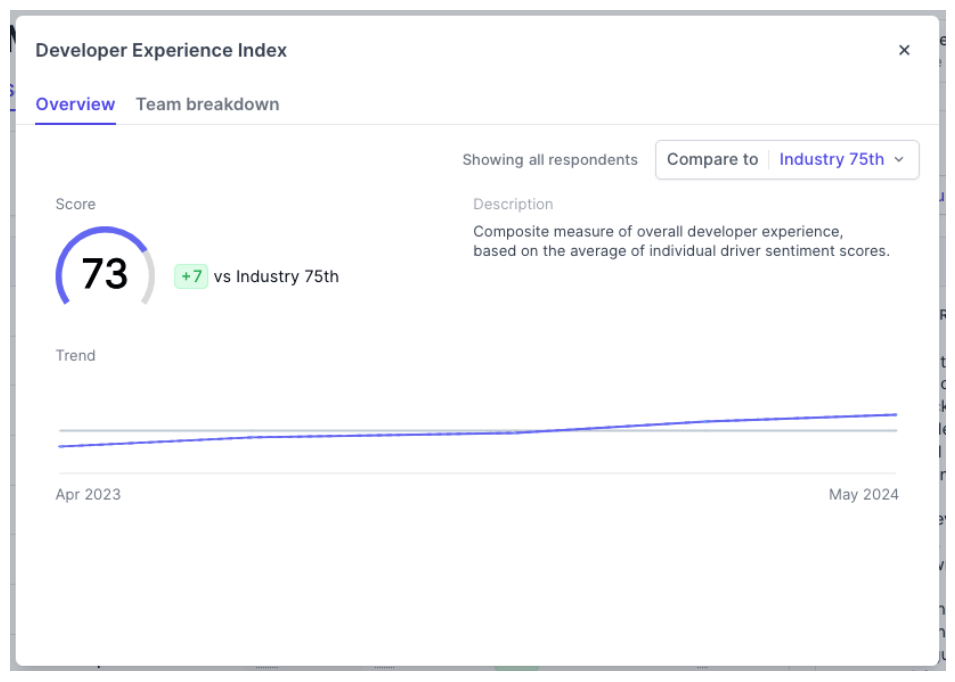 Developer Experience Index
Overview Team breakdown
Showing all respondents Compare to Industry 75th
Score
73
+7 vs Industry 75th
Description
Composite measure of overall developer experience,
based on the average of individual driver sentiment scores.
Trend
Apr 2023 May 2024